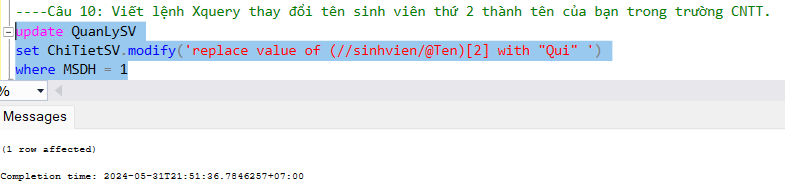 ----Câu 10: Viết lệnh Xquery thay đổi tên sinh viên thứ 2 thành tên của bạn trong trường CNTT.
update QuanLySV
set ChiTietSV.modify('replace value of (//sinhvien/@Ten)[2] with "Qui" ')
where MSDH = 1
%
Messages
(1 row affected)
Completion time: 2024-05-31T21:51:36.7846257+07:00